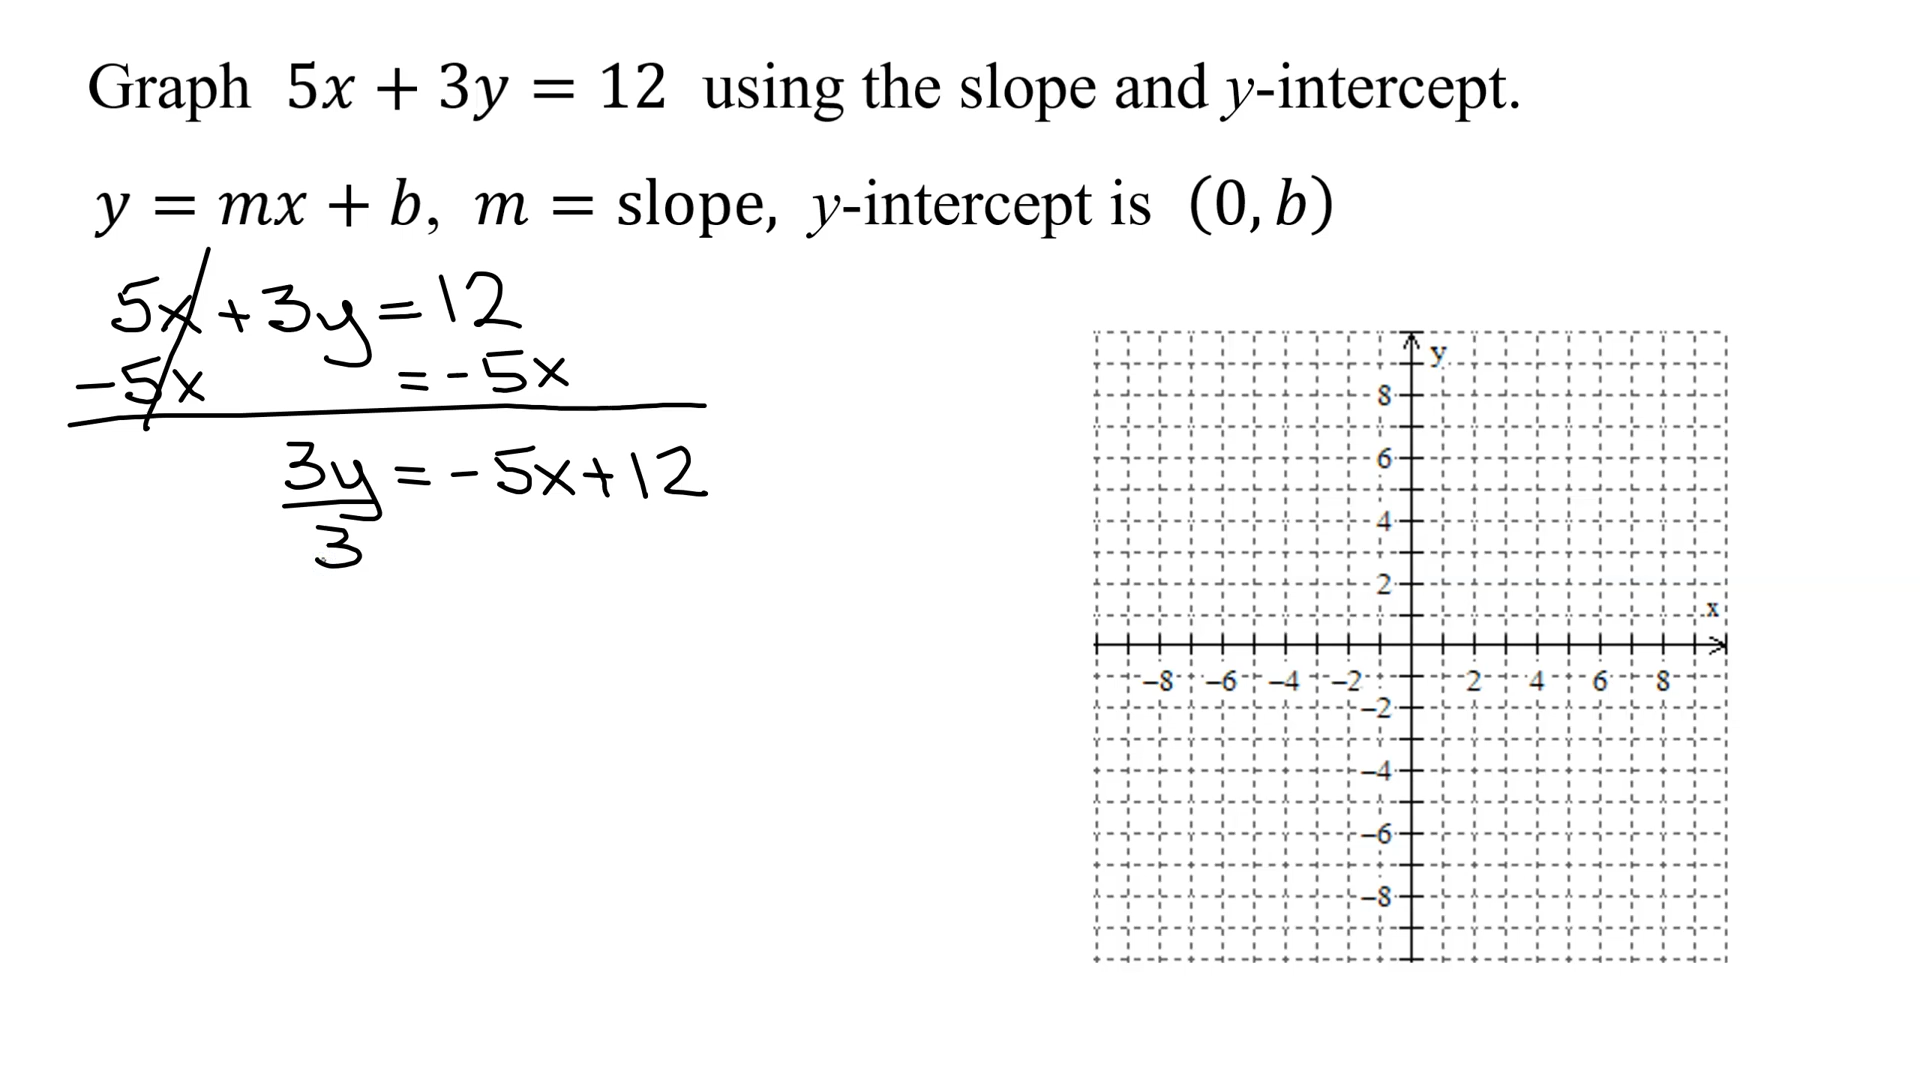 Graph 5x + 3y = 12 using the slope and y-intercept.
y = mx + b, m = slope, y-intercept is (0, b)
5x + 3y = 12
-5x = -5x
3y = -5x + 12
3
y
8
6
4
2
x
-8 -6 -4 -2 2 4 6 8
-2
-4
-6
-8